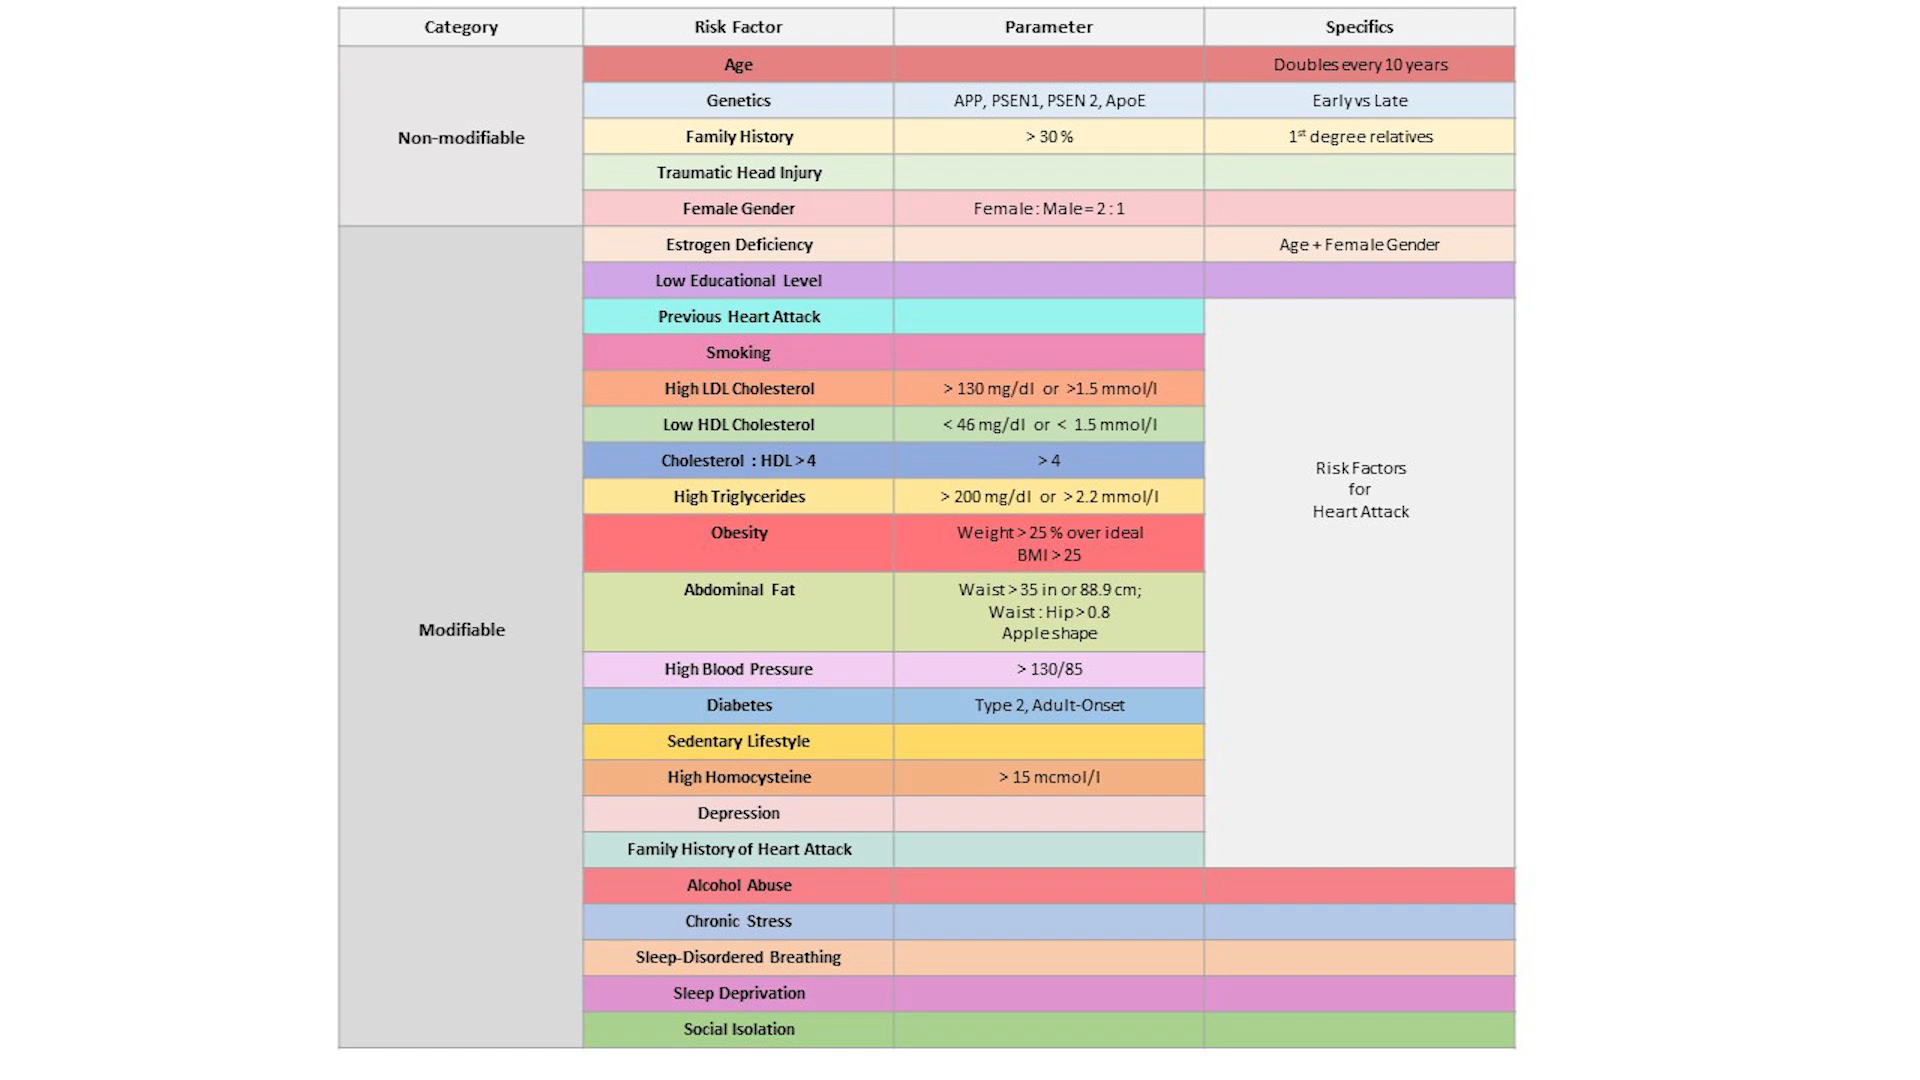 Category Risk Factor Parameter Specifics
Non-modifiable
Age Doubles every 10 years
Genetics APP, PSEN1, PSEN 2, ApoE Early vs Late
Family History > 30 % 1st degree relatives
Traumatic Head Injury
Female Gender Female : Male = 2 : 1
Modifiable
Estrogen Deficiency Age + Female Gender
Low Educational Level
Previous Heart Attack
Smoking
High LDL Cholesterol > 130 mg/dl or >1.5 mmol/l
Low HDL Cholesterol < 46 mg/dl or < 1.5 mmol/l
Cholesterol : HDL > 4 > 4
High Triglycerides > 200 mg/dl or > 2.2 mmol/l
Obesity Weight > 25 % over ideal
BMI > 25
Abdominal Fat Waist > 35 in or 88.9 cm;
Waist : Hip > 0.8
Apple shape
High Blood Pressure > 130/85
Diabetes Type 2, Adult-Onset
Sedentary Lifestyle
High Homocysteine > 15 mcmol/l
Depression
Family History of Heart Attack
Risk Factors
for
Heart Attack
Alcohol Abuse
Chronic Stress
Sleep-Disordered Breathing
Sleep Deprivation
Social Isolation